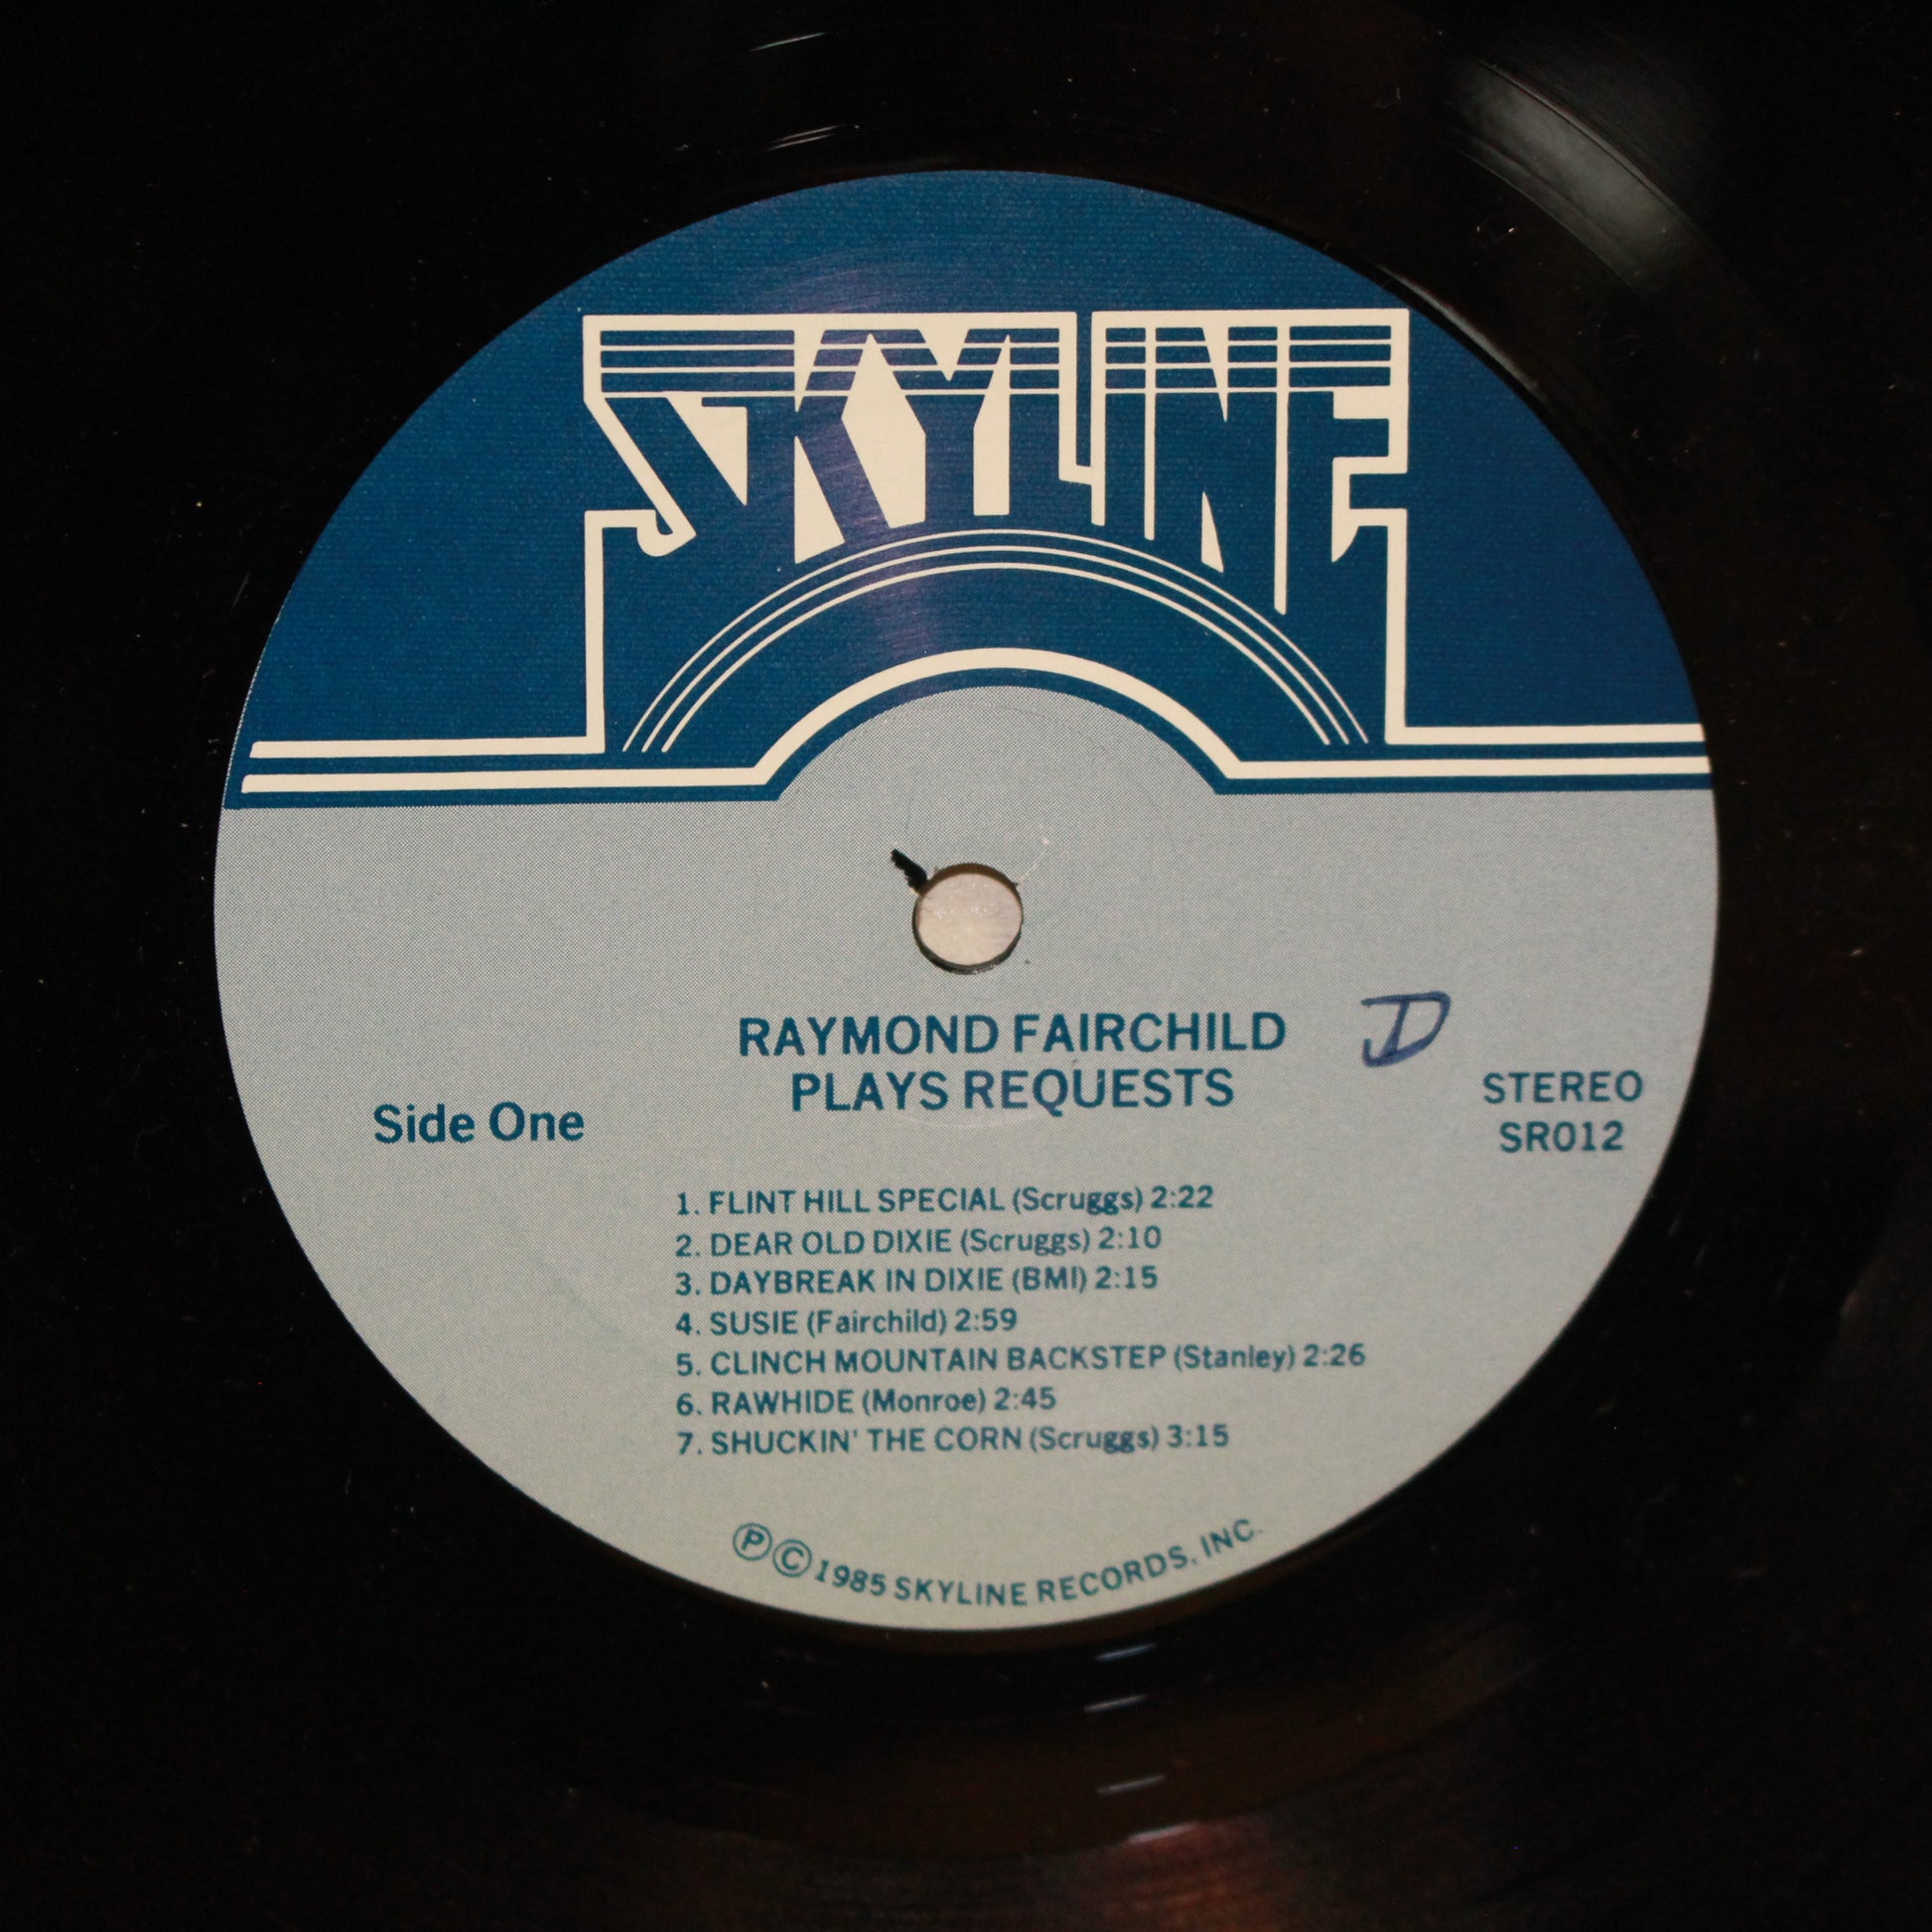 SKYLINE
RAYMOND FAIRCHILD
PLAYS REQUESTS
Side One
STEREO
SR012
1. FLINT HILL SPECIAL (Scruggs) 2:22
2. DEAR OLD DIXIE (Scruggs) 2:10
3. DAYBREAK IN DIXIE (BMI) 2:15
4. SUSIE (Fairchild) 2:59
5. CLINCH MOUNTAIN BACKSTEP (Stanley) 2:26
6. RAWHIDE (Monroe) 2:45
7. SHUCKIN' THE CORN (Scruggs) 3:15
Ⓟ©1985 SKYLINE RECORDS, INC.